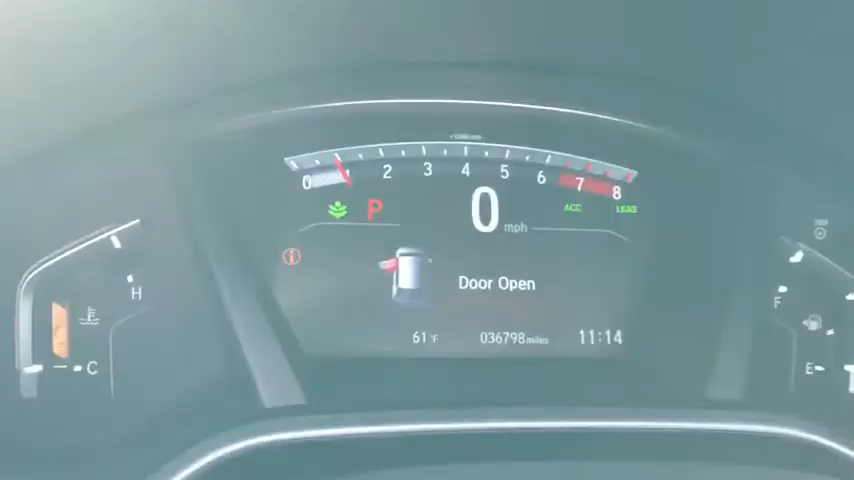 0 1 2 3 4 5 6 7 8
P 0 mph ACC LKAS
H
F
Door Open
C
E
61°F 036798 miles 11:14